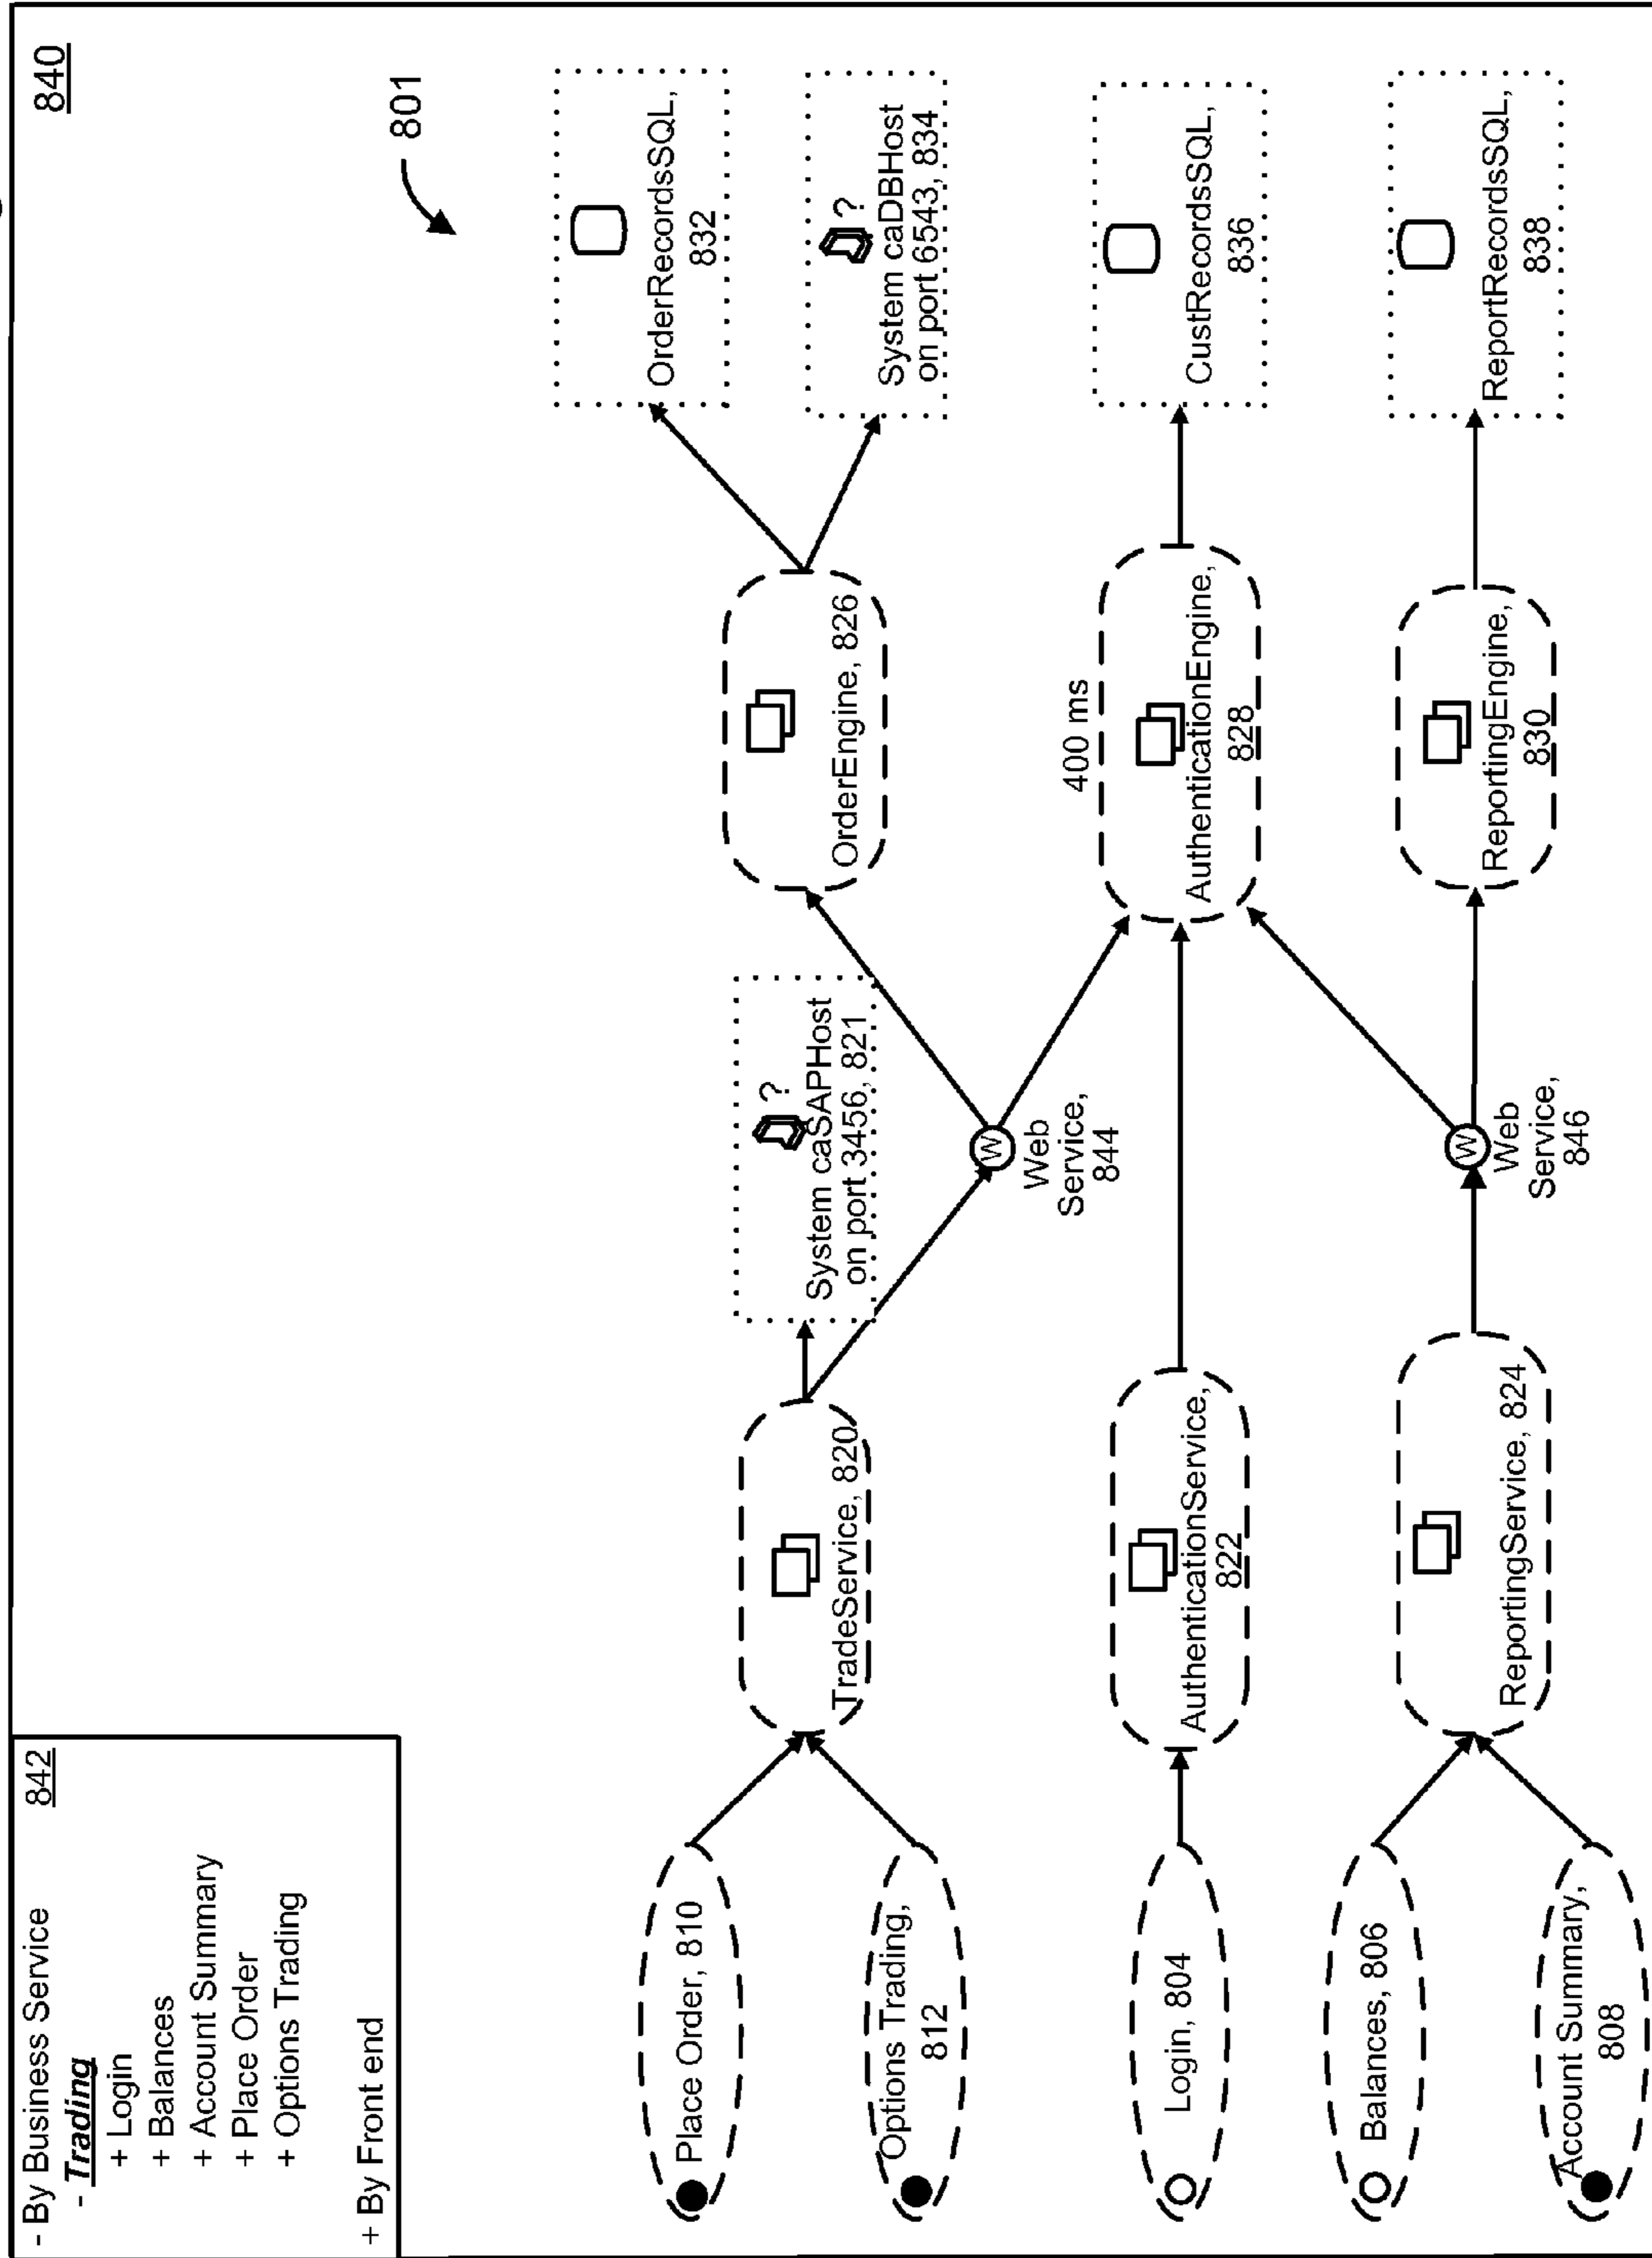 840
842
- By Business Service
- Trading
+ Login
+ Balances
+ Account Summary
+ Place Order
+ Options Trading
+ By Front end
801
Place Order, 810
Options Trading,
812
Login, 804
Balances, 806
Account Summary,
808
TradeService, 820
AuthenticationService,
822
ReportingService, 824
?
System caSAPHost
on port 3456, 821
W
Web
Service,
844
W
Web
Service,
846
OrderEngine, 826
400 ms
AuthenticationEngine,
828
ReportingEngine,
830
OrderRecordsSQL,
832
?
System caDBHost
on port 6543, 834
CustRecordsSQL,
836
ReportRecordsSQL,
838